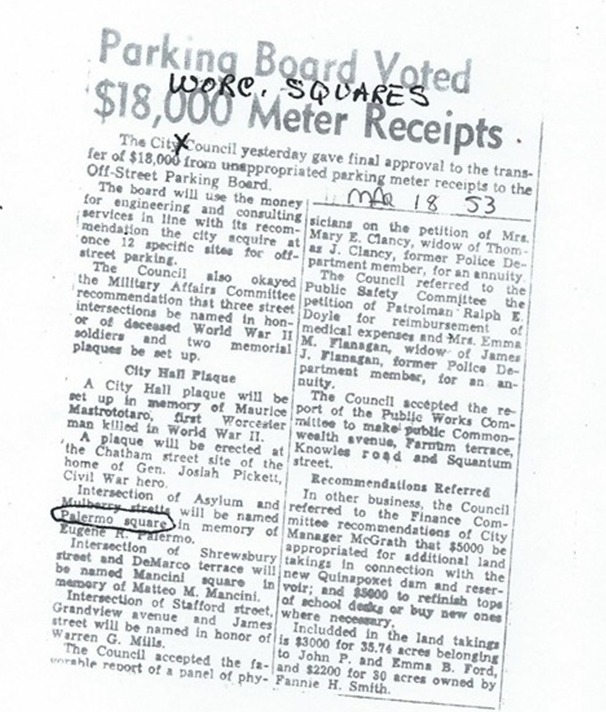 Parking Board Voted
WORC. SQUARES
$18,000 Meter Receipts
The City Council yesterday gave final approval to the trans-
fer of $18,000 from unappropriated parking meter receipts to the
Off-Street Parking Board.
MAR 18 53
The board will use the money
for engineering and consulting
services in line with its recom-
mendation the city acquire at
once 12 specific sites for off-
street parking.
The Council also okayed
the Military Affairs Committee
recommendation that three street
intersections be named in hon-
or of deceased World War II
soldiers and two memorial
plaques be set up.
City Hall Plaque
A City Hall plaque will be
set up in memory of Maurice
Mastrototaro, first Worcester
man killed in World War II.
A plaque will be erected at
the Chatham street site of the
home of Gen. Josiah Pickett,
Civil War hero.
Intersection of Asylum and
Mulberry stretts will be named
Palermo square in memory of
Eugene R. Palermo.
Intersection of Shrewsbury
street and DeMarco terrace will
be named Mancini square in
memory of Matteo M. Mancini.
Intersection of Stafford street,
Grandview avenue and James
street will be named in honor of
Warren G. Mills.
The Council accepted the fa-
vorable report of a panel of phy-
sicians on the petition of Mrs.
Mary E. Clancy, widow of Thom-
as J. Clancy, former Police De-
partment member, for an annuity.
The Council referred to the
Public Safety Committee the
petition of Patrolman Ralph E.
Doyle for reimbursement of
medical expenses and Mrs. Emma
M. Flanagan, widow of James
J. Flanagan, former Police De-
partment member, for an an-
nuity.
The Council accepted the re-
port of the Public Works Com-
mittee to make public Common-
wealth avenue, Farnum terrace,
Knowles road and Squantum
street.
Recommendations Referred
In other business, the Council
referred to the Finance Com-
mittee recommendations of City
Manager McGrath that $5000 be
appropriated for additional land
takings in connection with the
new Quinapoxet dam and reser-
voir; and $5000 to refinish tops
of school desks or buy new ones
where necessary.
Includded in the land takings
is $3000 for 35.74 acres belonging
to John P. and Emma B. Ford,
and $2200 for 30 acres owned by
Fannie H. Smith.